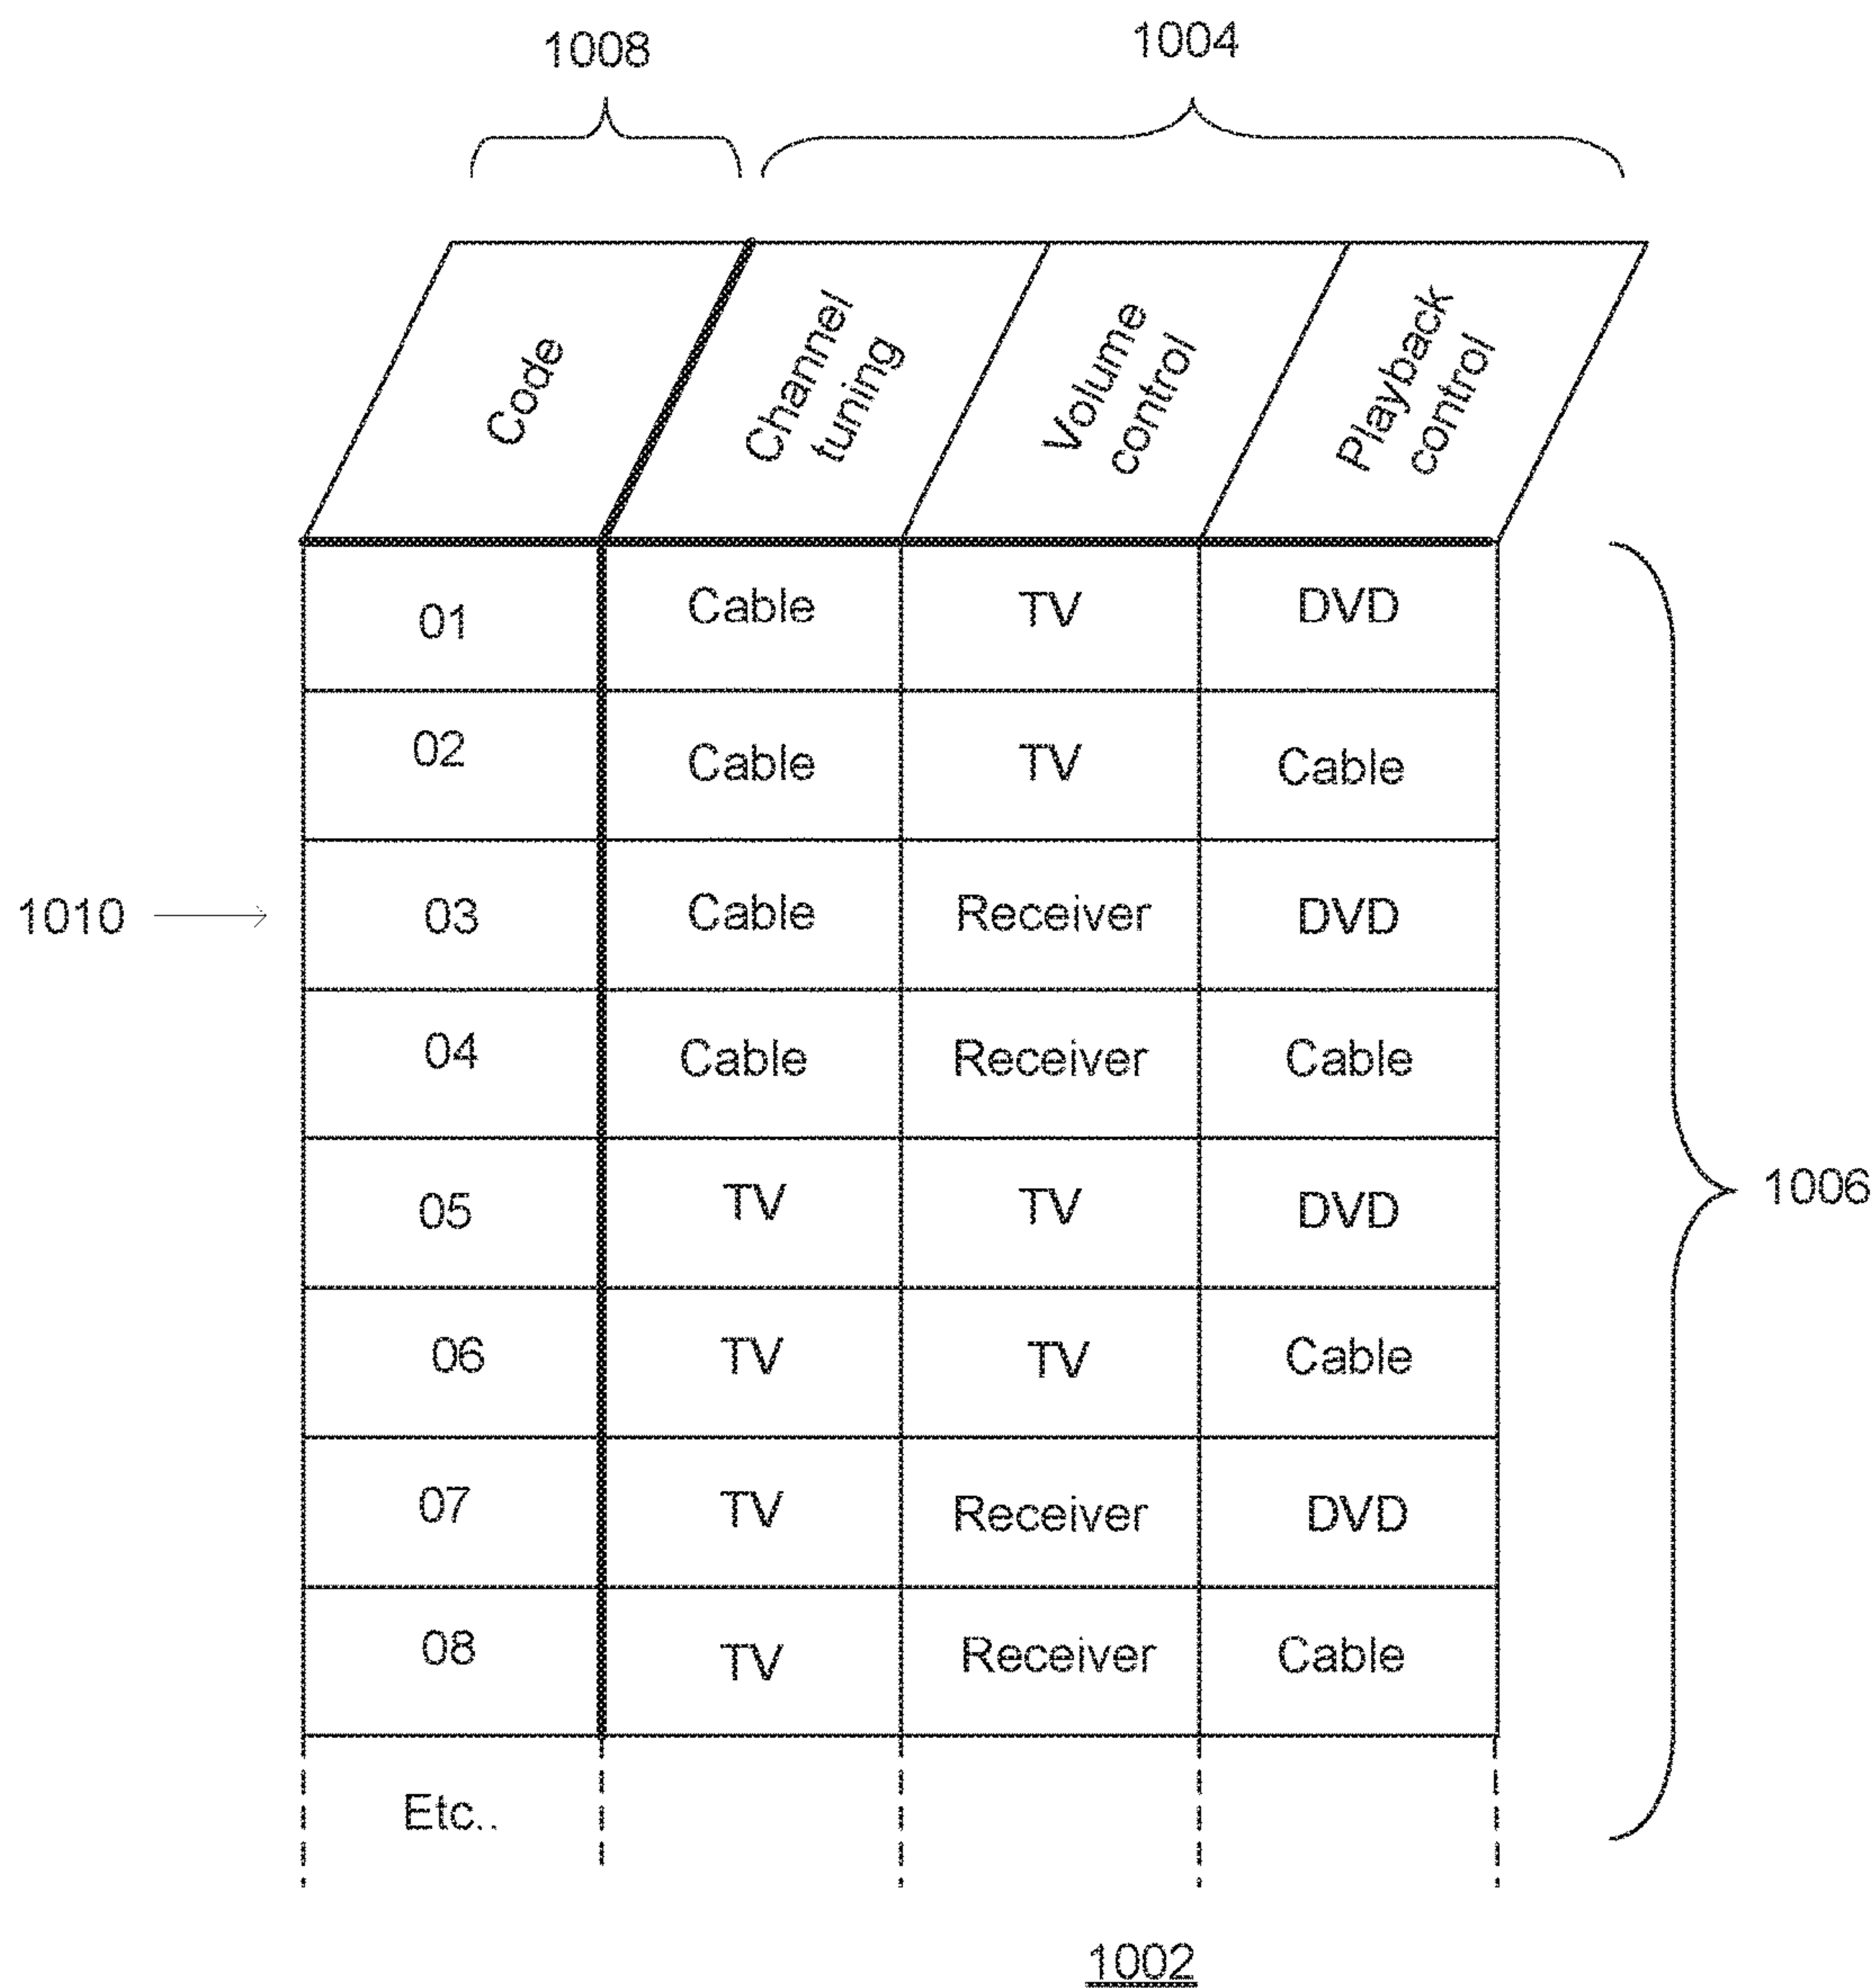 1008 1004
Code
Channel
tuning
Volume
control
Playback
control
01 Cable TV DVD
02 Cable TV Cable
1010 03 Cable Receiver DVD
04 Cable Receiver Cable
05 TV TV DVD
1006
06 TV TV Cable
07 TV Receiver DVD
08 TV Receiver Cable
Etc..
1002